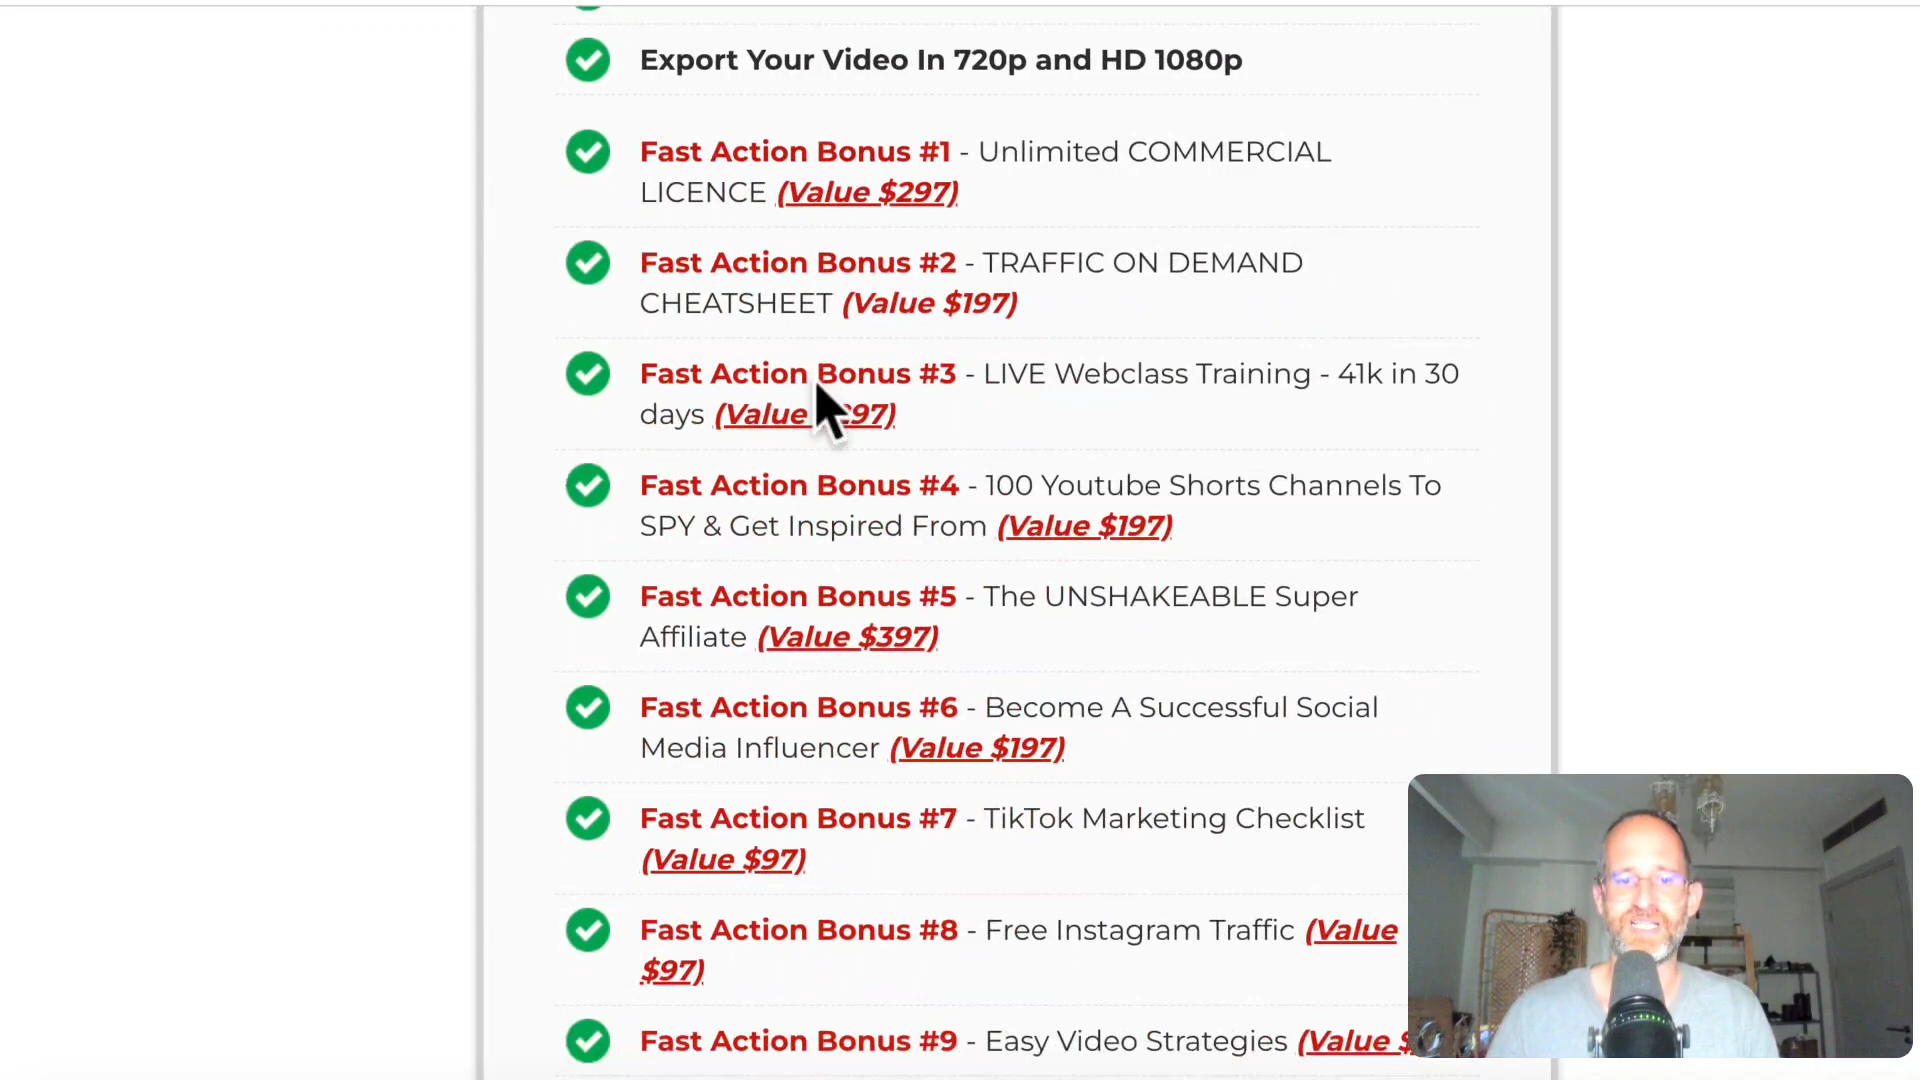 Export Your Video In 720p and HD 1080p
Fast Action Bonus #1 - Unlimited COMMERCIAL
LICENCE (Value $297)
Fast Action Bonus #2 - TRAFFIC ON DEMAND
CHEATSHEET (Value $197)
Fast Action Bonus #3 - LIVE Webclass Training - 41k in 30
days (Value
Fast Action Bonus #4 - 100 Youtube Shorts Channels To
SPY & Get Inspired From (Value $197)
Fast Action Bonus #5 - The UNSHAKEABLE Super
Affiliate (Value $397)
Fast Action Bonus #6 - Become A Successful Social
Media Influencer (Value $197)
Fast Action Bonus #7 - TikTok Marketing Checklist
(Value $97)
Fast Action Bonus #8 - Free Instagram Traffic (Value
$97)
Fast Action Bonus #9 - Easy Video Strategies (Value